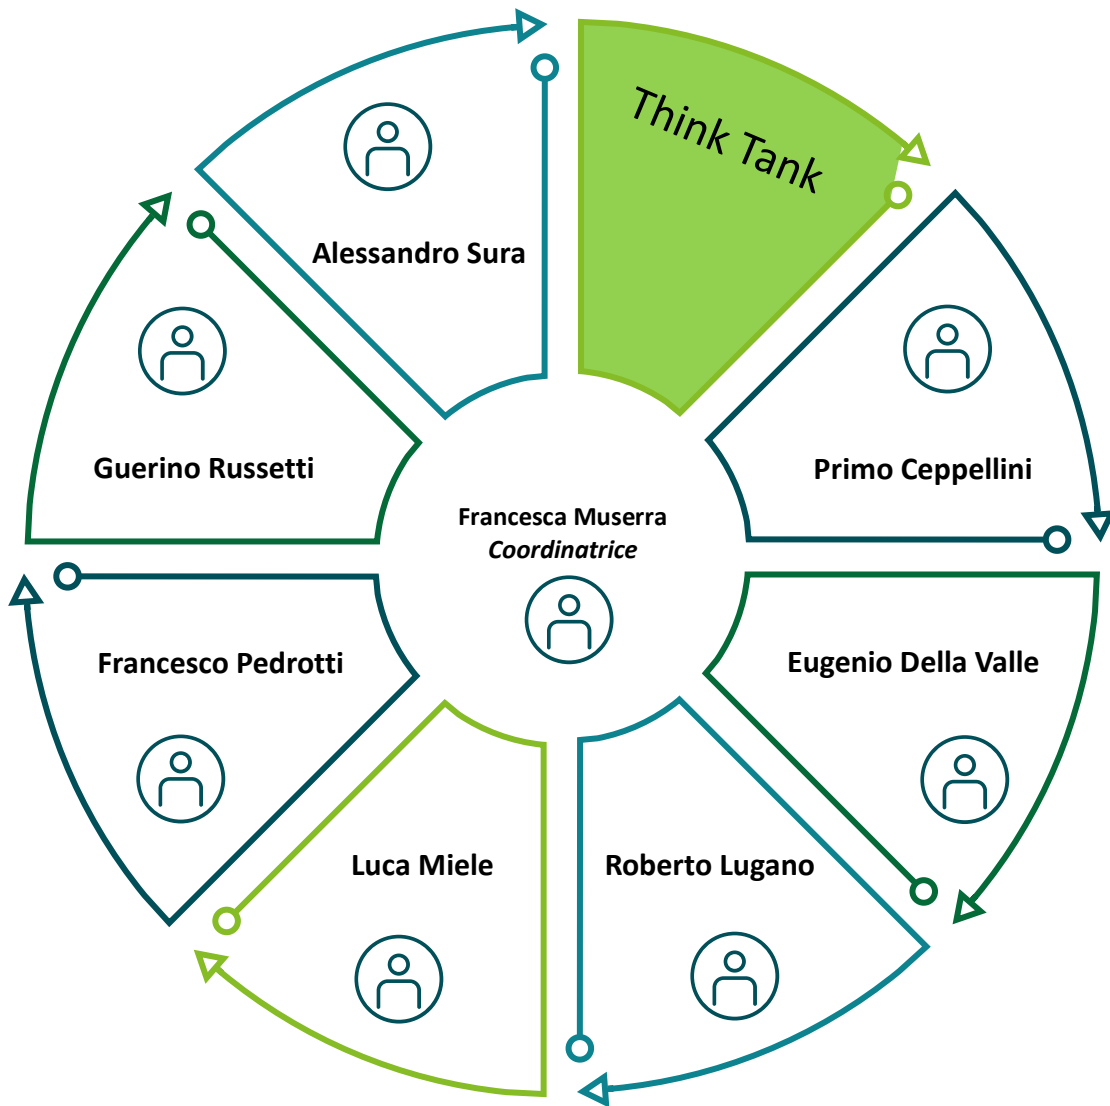 Think Tank
Alessandro Sura
Guerino Russetti
Primo Ceppellini
Francesca Muserra
Coordinatrice
Francesco Pedrotti
Eugenio Della Valle
Luca Miele
Roberto Lugano